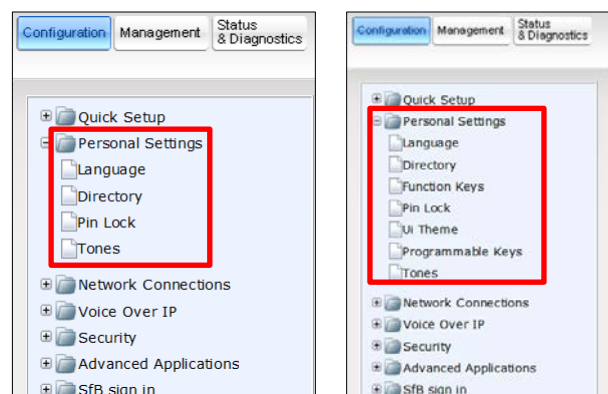 Configuration Management Status
& Diagnostics
Quick Setup
Personal Settings
Language
Directory
Pin Lock
Tones
Network Connections
Voice Over IP
Security
Advanced Applications
SfB sign in
Configuration Management Status
& Diagnostics
Quick Setup
Personal Settings
Language
Directory
Function Keys
Pin Lock
Ui Theme
Programmable Keys
Tones
Network Connections
Voice Over IP
Security
Advanced Applications
SfB sign in